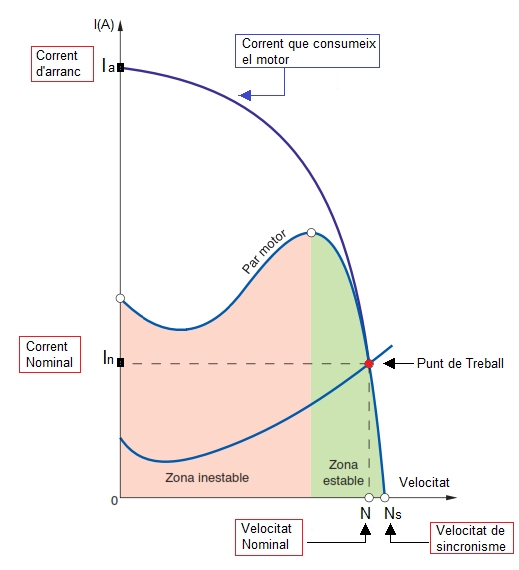 I(A)
Corrent
d'arranc
Ia
Corrent que consumeix
el motor
Par motor
Corrent
Nominal
In
Punt de Treball
Zona inestable
Zona
estable
Velocitat
0
N
Ns
Velocitat
Nominal
Velocitat de
sincronisme